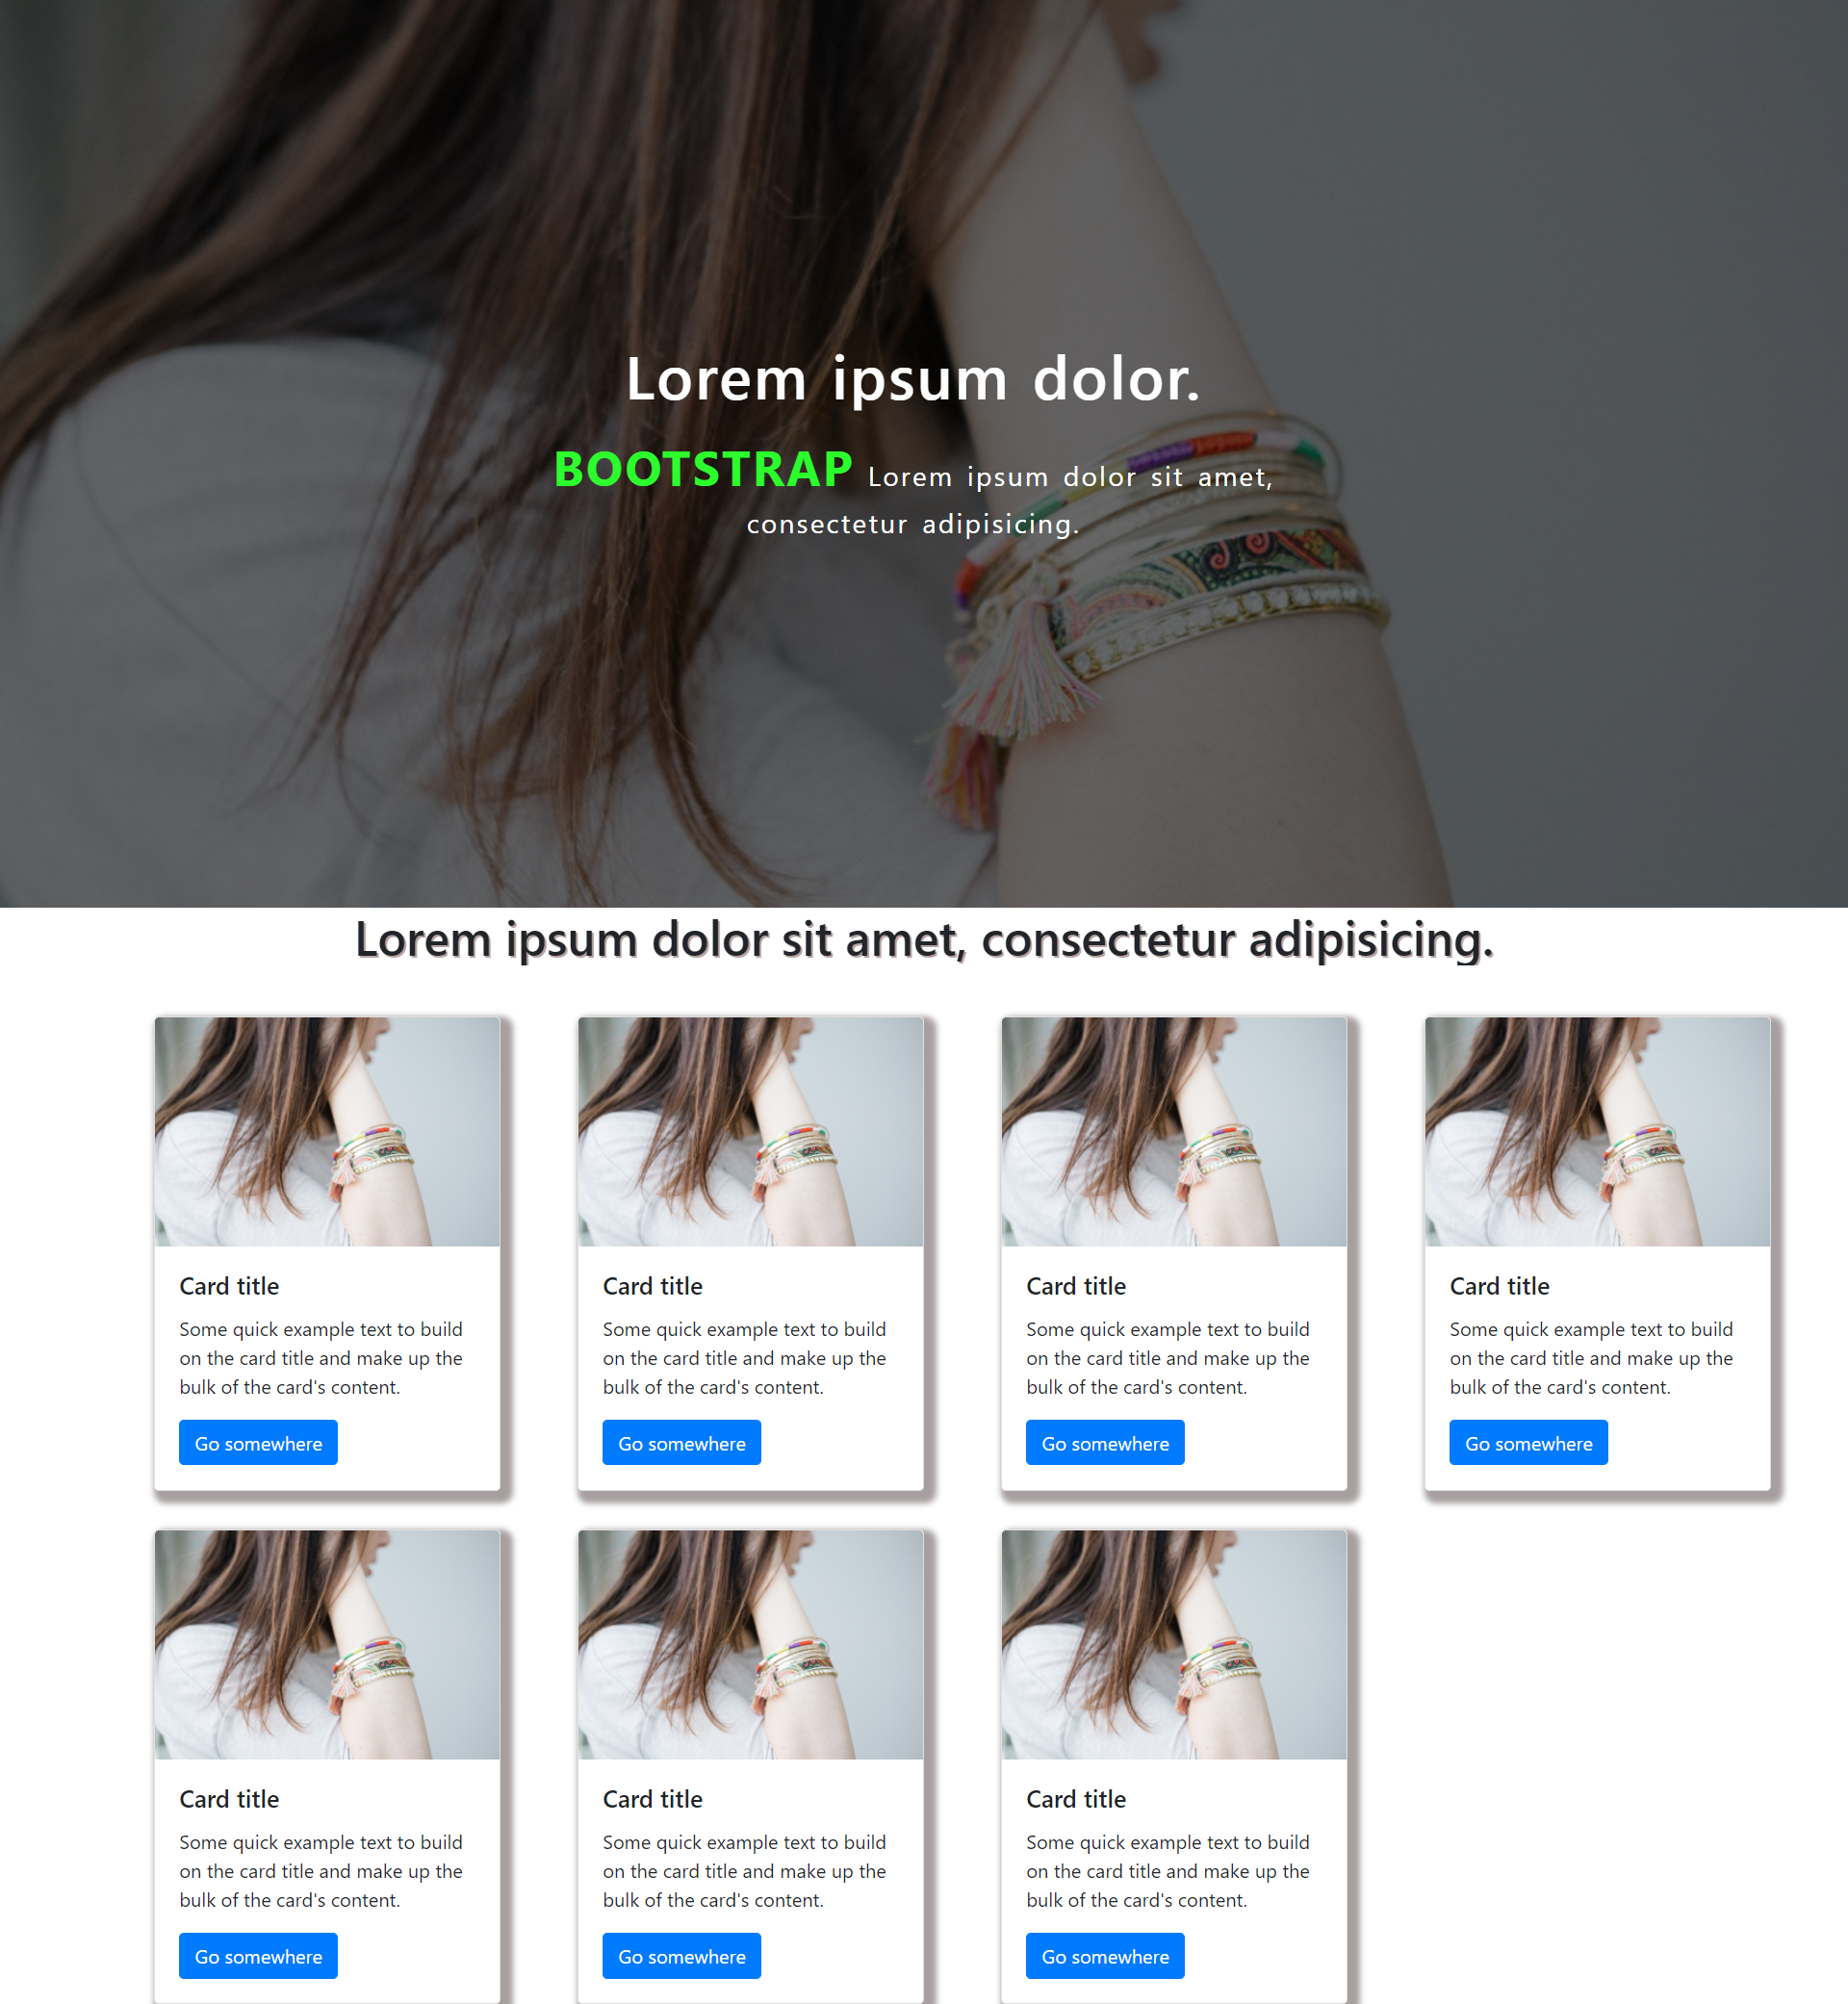 Lorem ipsum dolor.
BOOTSTRAP Lorem ipsum dolor sit amet,
consectetur adipisicing.
Lorem ipsum dolor sit amet, consectetur adipisicing.
Card title
Some quick example text to build
on the card title and make up the
bulk of the card's content.
Go somewhere
Card title
Some quick example text to build
on the card title and make up the
bulk of the card's content.
Go somewhere
Card title
Some quick example text to build
on the card title and make up the
bulk of the card's content.
Go somewhere
Card title
Some quick example text to build
on the card title and make up the
bulk of the card's content.
Go somewhere
Card title
Some quick example text to build
on the card title and make up the
bulk of the card's content.
Go somewhere
Card title
Some quick example text to build
on the card title and make up the
bulk of the card's content.
Go somewhere
Card title
Some quick example text to build
on the card title and make up the
bulk of the card's content.
Go somewhere